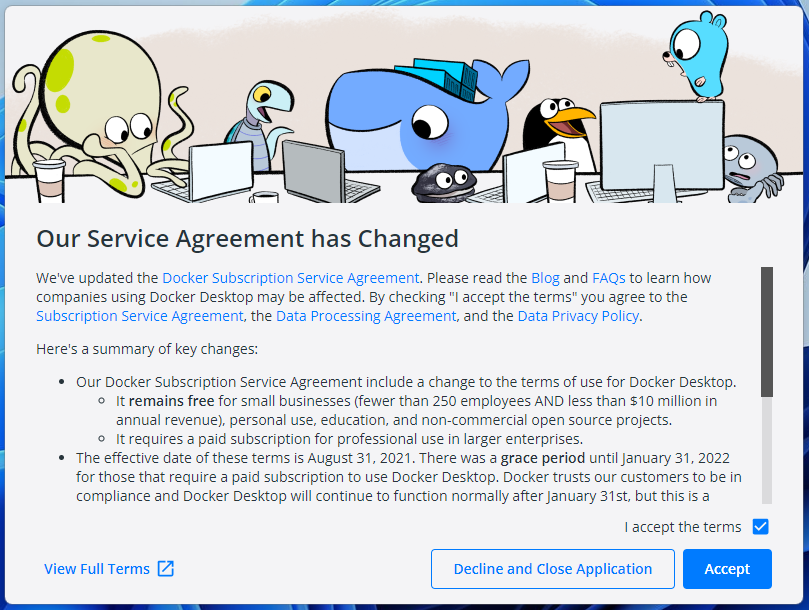 Our Service Agreement has Changed
We've updated the Docker Subscription Service Agreement. Please read the Blog and FAQs to learn how
companies using Docker Desktop may be affected. By checking "I accept the terms" you agree to the
Subscription Service Agreement, the Data Processing Agreement, and the Data Privacy Policy.
Here's a summary of key changes:
• Our Docker Subscription Service Agreement include a change to the terms of use for Docker Desktop.
◦ It remains free for small businesses (fewer than 250 employees AND less than $10 million in
annual revenue), personal use, education, and non-commercial open source projects.
◦ It requires a paid subscription for professional use in larger enterprises.
• The effective date of these terms is August 31, 2021. There was a grace period until January 31, 2022
for those that require a paid subscription to use Docker Desktop. Docker trusts our customers to be in
compliance and Docker Desktop will continue to function normally after January 31st, but this is a
I accept the terms
View Full Terms
Decline and Close Application
Accept